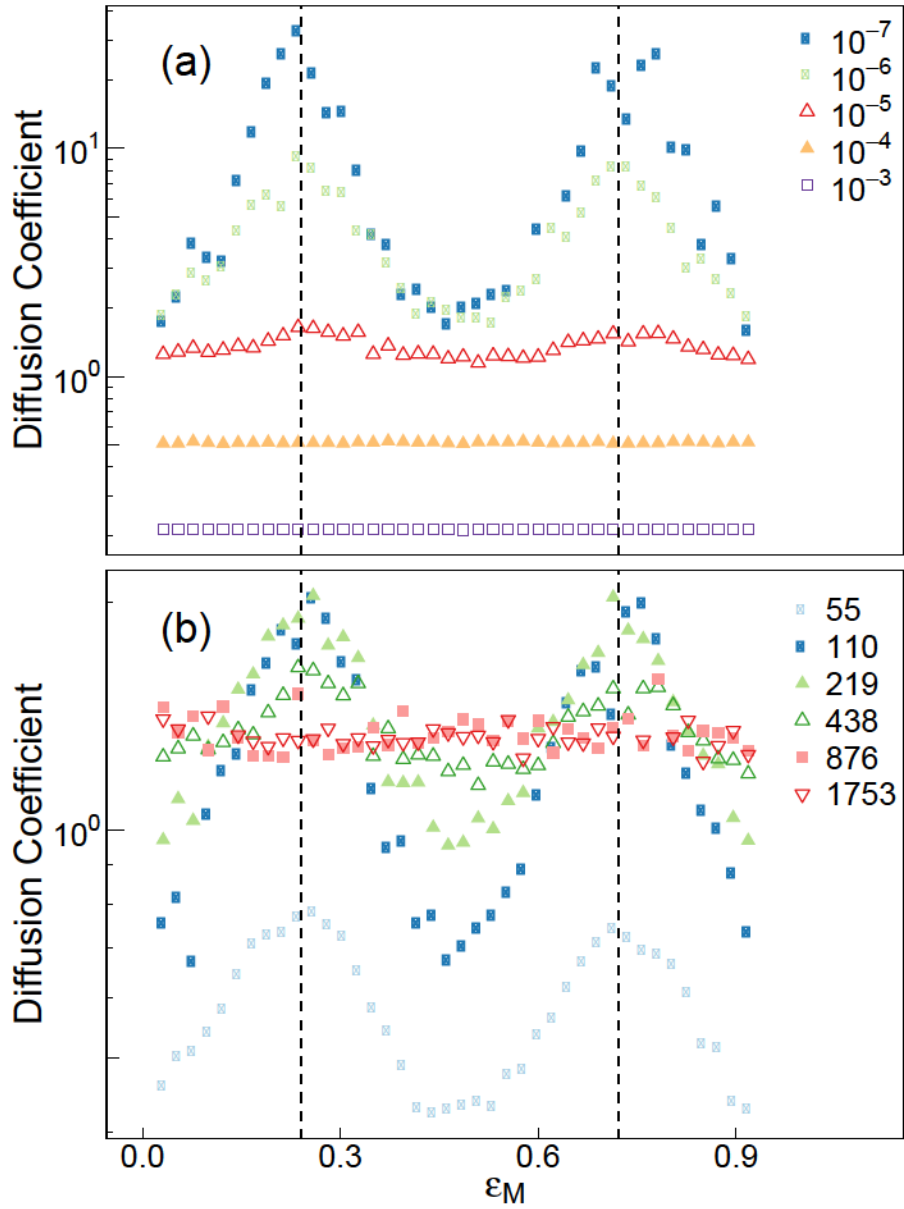 (a)
10⁻⁷
10⁻⁶
10⁻⁵
10⁻⁴
10⁻³
Diffusion Coefficient
10¹
10⁰
(b)
55
110
219
438
876
1753
Diffusion Coefficient
10⁰
0.0 0.3 0.6 0.9
εM